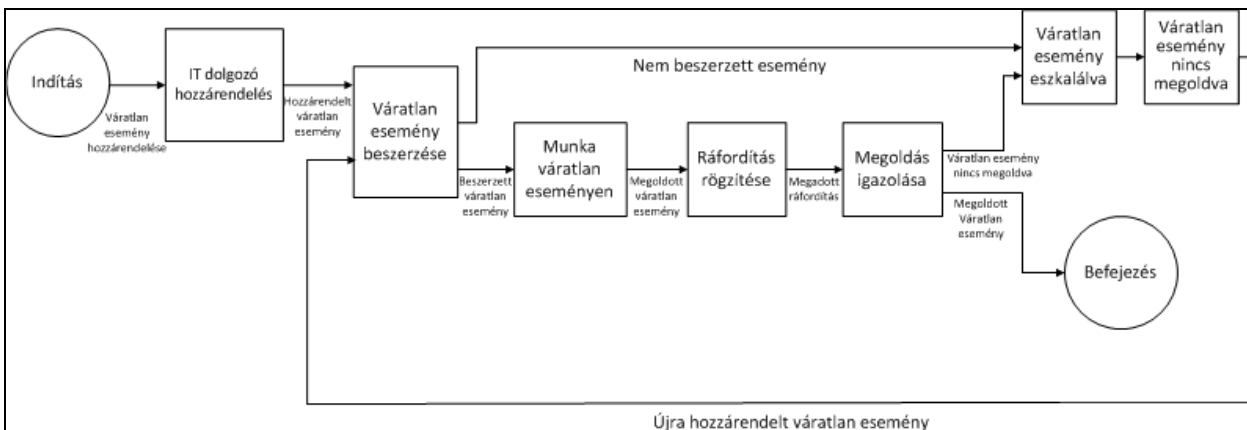 Indítás
Váratlan
esemény
hozzárendelése
IT dolgozó
hozzárendelés
Hozzárendelt
váratlan
esemény
Váratlan
esemény
beszerzése
Nem beszerzett esemény
Beszerzett
váratlan
esemény
Munka
váratlan
eseményen
Megoldott
váratlan
esemény
Ráfordítás
rögzítése
Megadott
ráfordítás
Megoldás
igazolása
Váratlan esemény
nincs megoldva
Megoldott
Váratlan
esemény
Váratlan
esemény
eszkalálva
Váratlan
esemény
nincs
megoldva
Befejezés
Újra hozzárendelt váratlan esemény